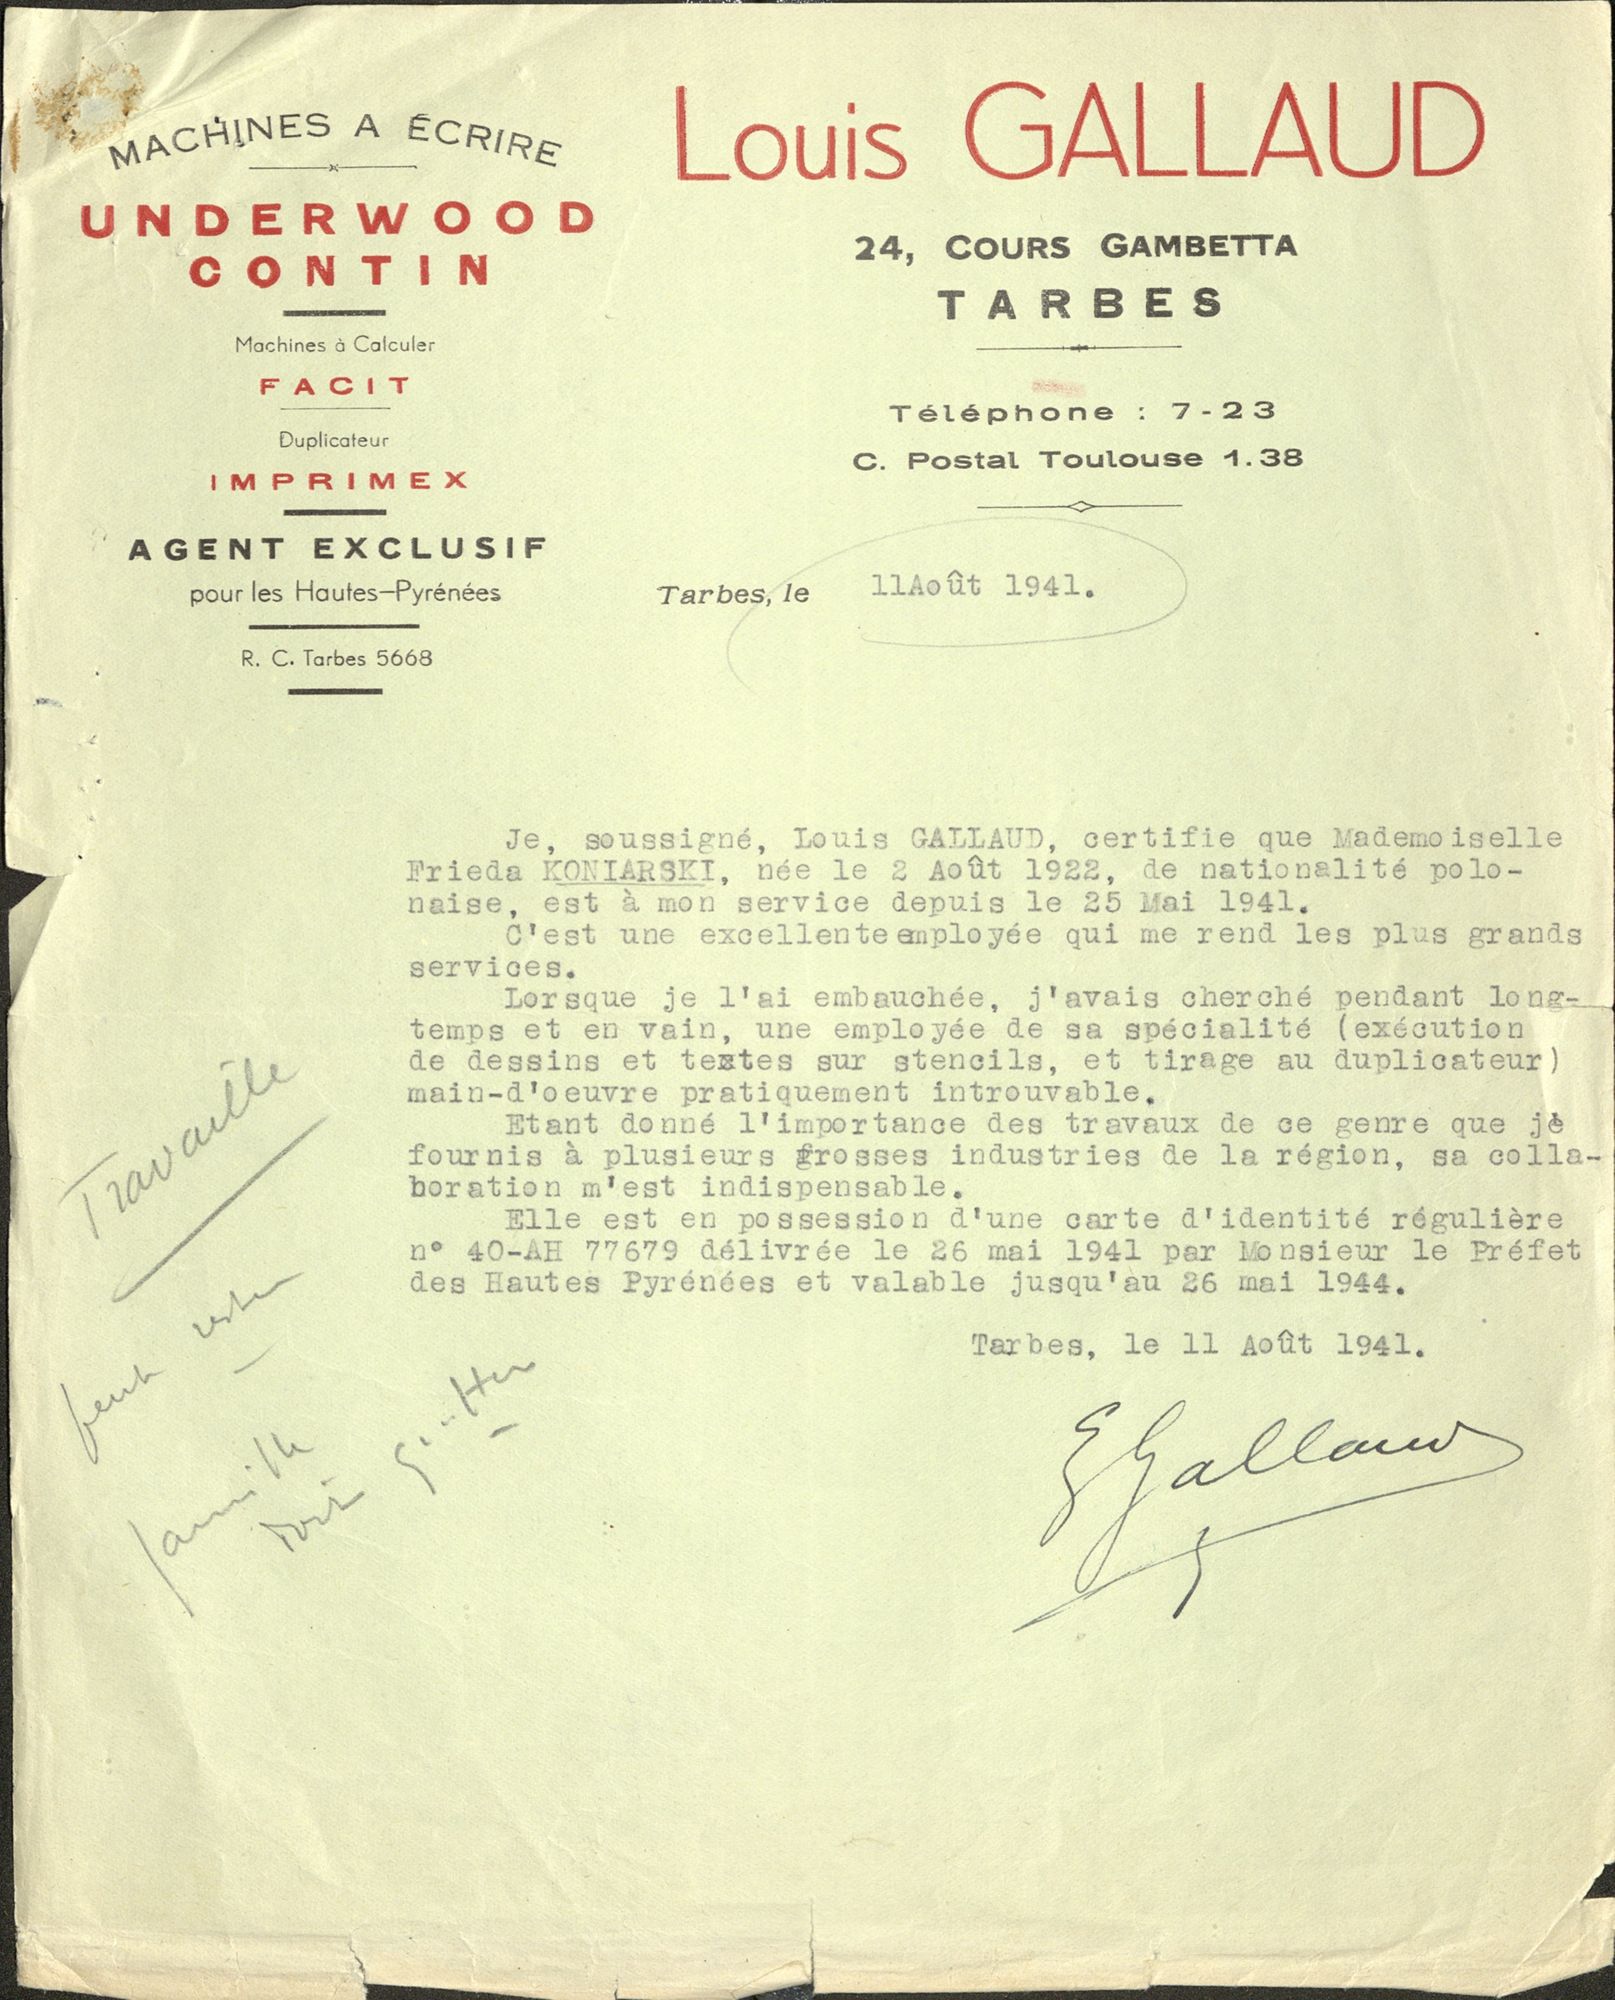 MACHINES A ÉCRIRE
UNDERWOOD
CONTIN
Machines à Calculer
FACIT
Duplicateur
IMPRIMEX
AGENT EXCLUSIF
pour les Hautes-Pyrénées
R. C. Tarbes 5668
Louis GALLAUD
24, COURS GAMBETTA
TARBES
Téléphone : 7-23
C. Postal Toulouse 1.38
Tarbes, le 11Août 1941.
Je, soussigné, Louis GALLAUD, certifie que Mademoiselle
Frieda KONIARSKI, née le 2 Août 1922, de nationalité polo-
naise, est à mon service depuis le 25 Mai 1941.
C'est une excellente employée qui me rend les plus grands
services.
Lorsque je l'ai embauchée, j'avais cherché pendant long-
temps et en vain, une employée de sa spécialité (exécution
de dessins et textes sur stencils, et tirage au duplicateur)
main-d'oeuvre pratiquement introuvable.
Etant donné l'importance des travaux de ce genre que je
fournis à plusieurs grosses industries de la région, sa colla-
boration m'est indispensable.
Elle est en possession d'une carte d'identité régulière
n° 40-AH 77679 délivrée le 26 mai 1941 par Monsieur le Préfet
des Hautes Pyrénées et valable jusqu'au 26 mai 1944.
Tarbes, le 11 Août 1941.
Gallaud
Travaille
peut rester
famille
doit quitter